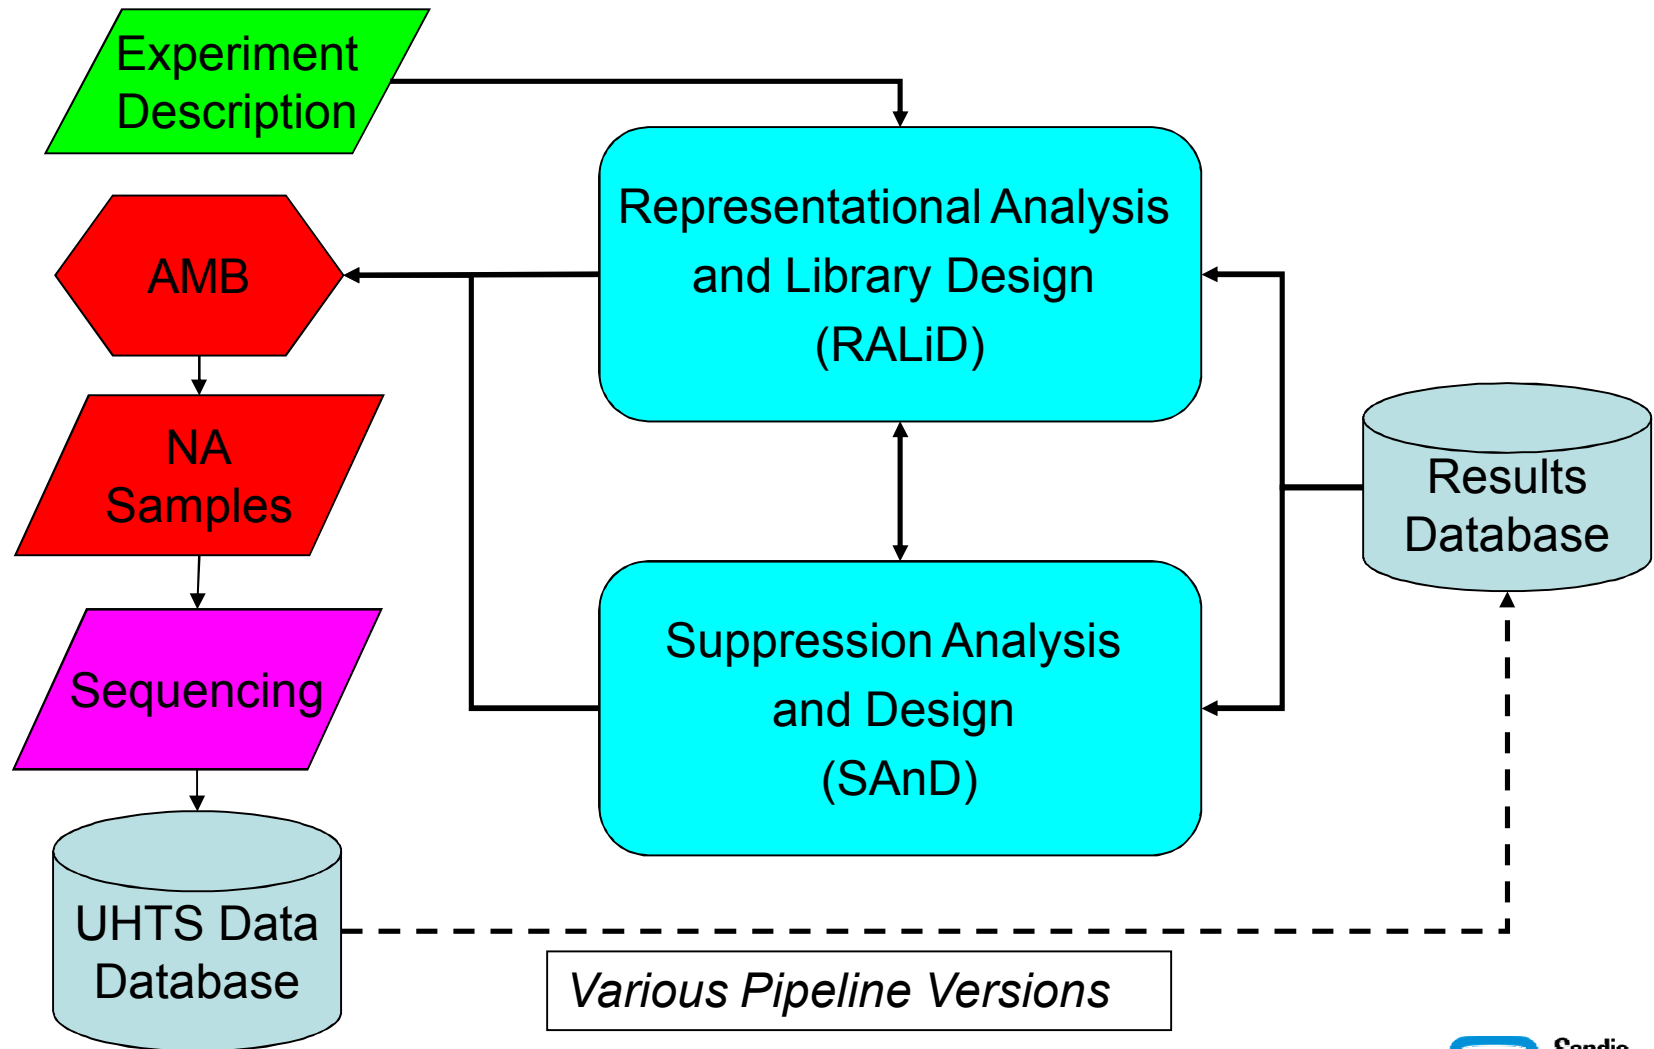 Experiment
Description
Representational Analysis
and Library Design
(RALiD)
AMB
NA
Samples
Results
Database
Suppression Analysis
and Design
(SAnD)
Sequencing
UHTS Data
Database
Various Pipeline Versions